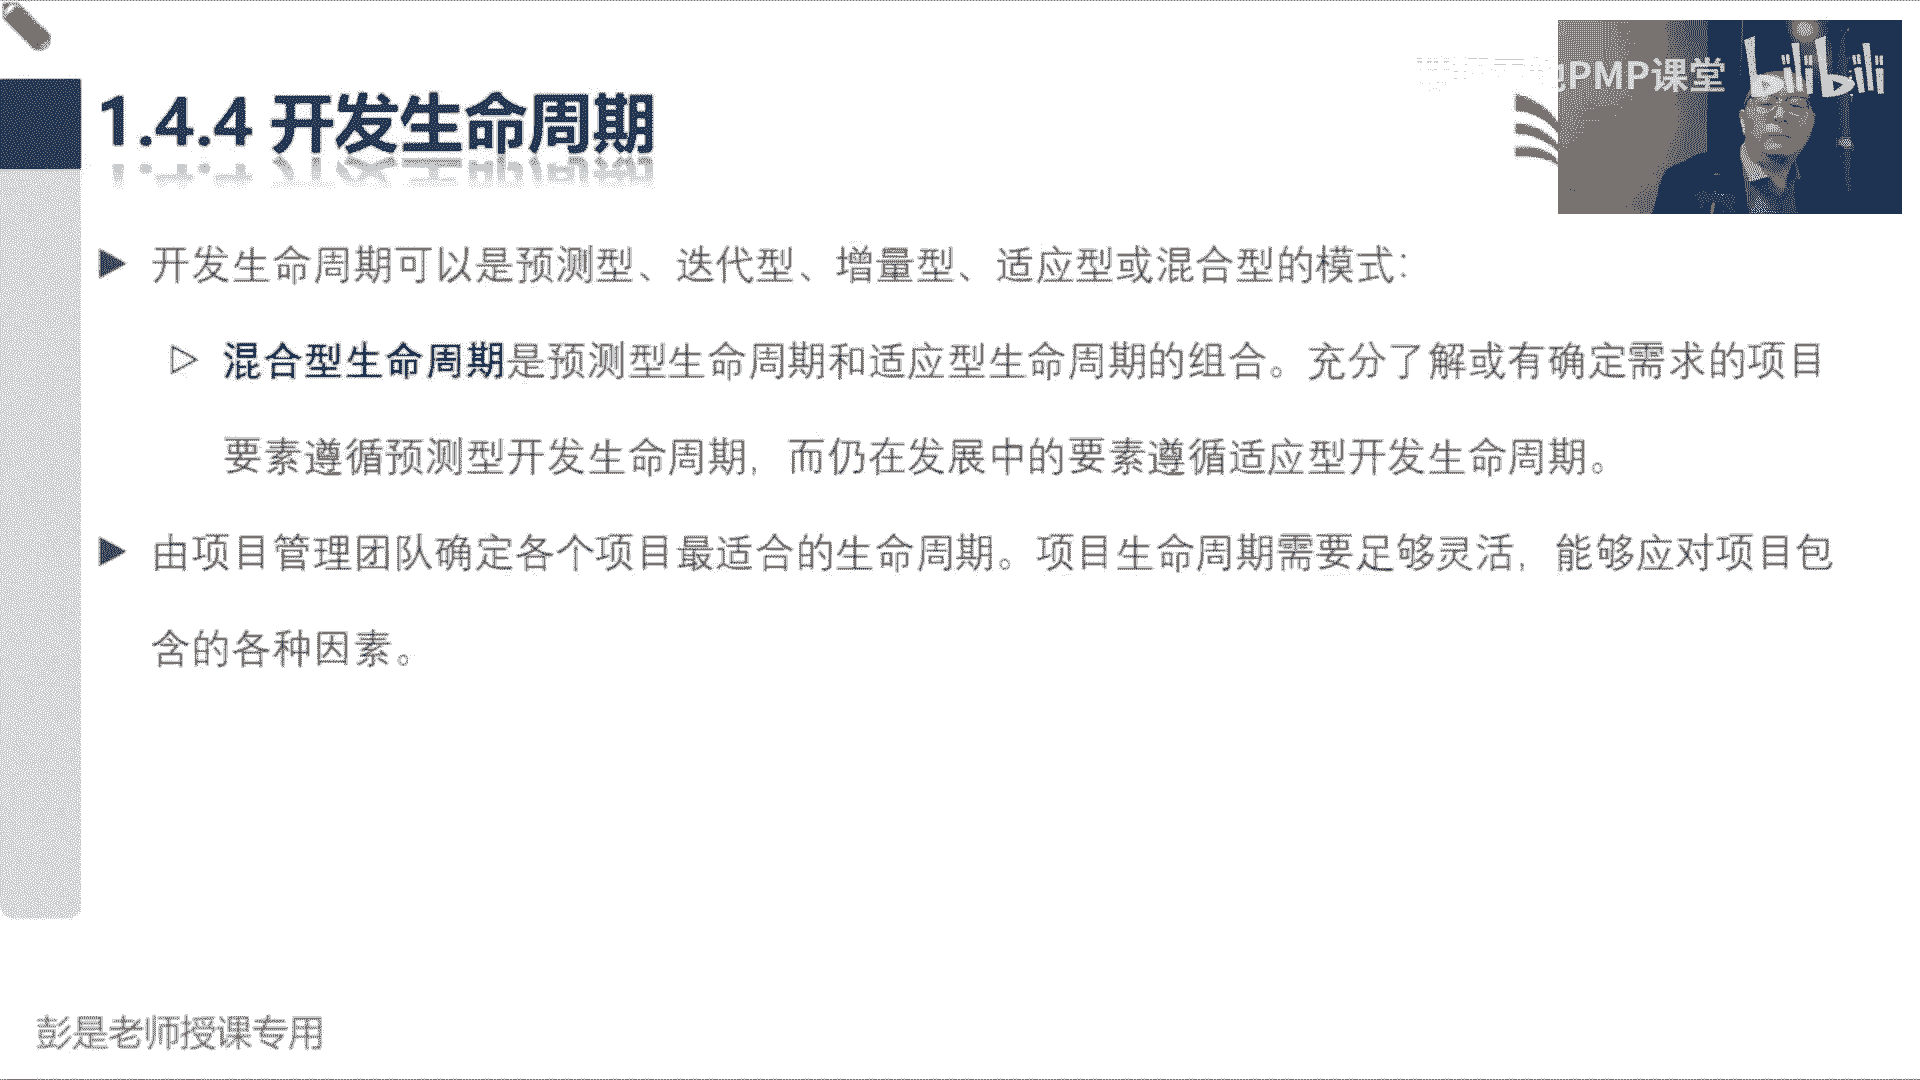 PMP课堂 bilibili
1.4.4 开发生命周期
开发生命周期可以是预测型、迭代型、增量型、适应型或混合型的模式：
混合型生命周期是预测型生命周期和适应型生命周期的组合。充分了解或有确定需求的项目
要素遵循预测型开发生命周期，而仍在发展中的要素遵循适应型开发生命周期。
由项目管理团队确定各个项目最适合的生命周期。项目生命周期需要足够灵活，能够应对项目包
含的各种因素。
彭是老师授课专用